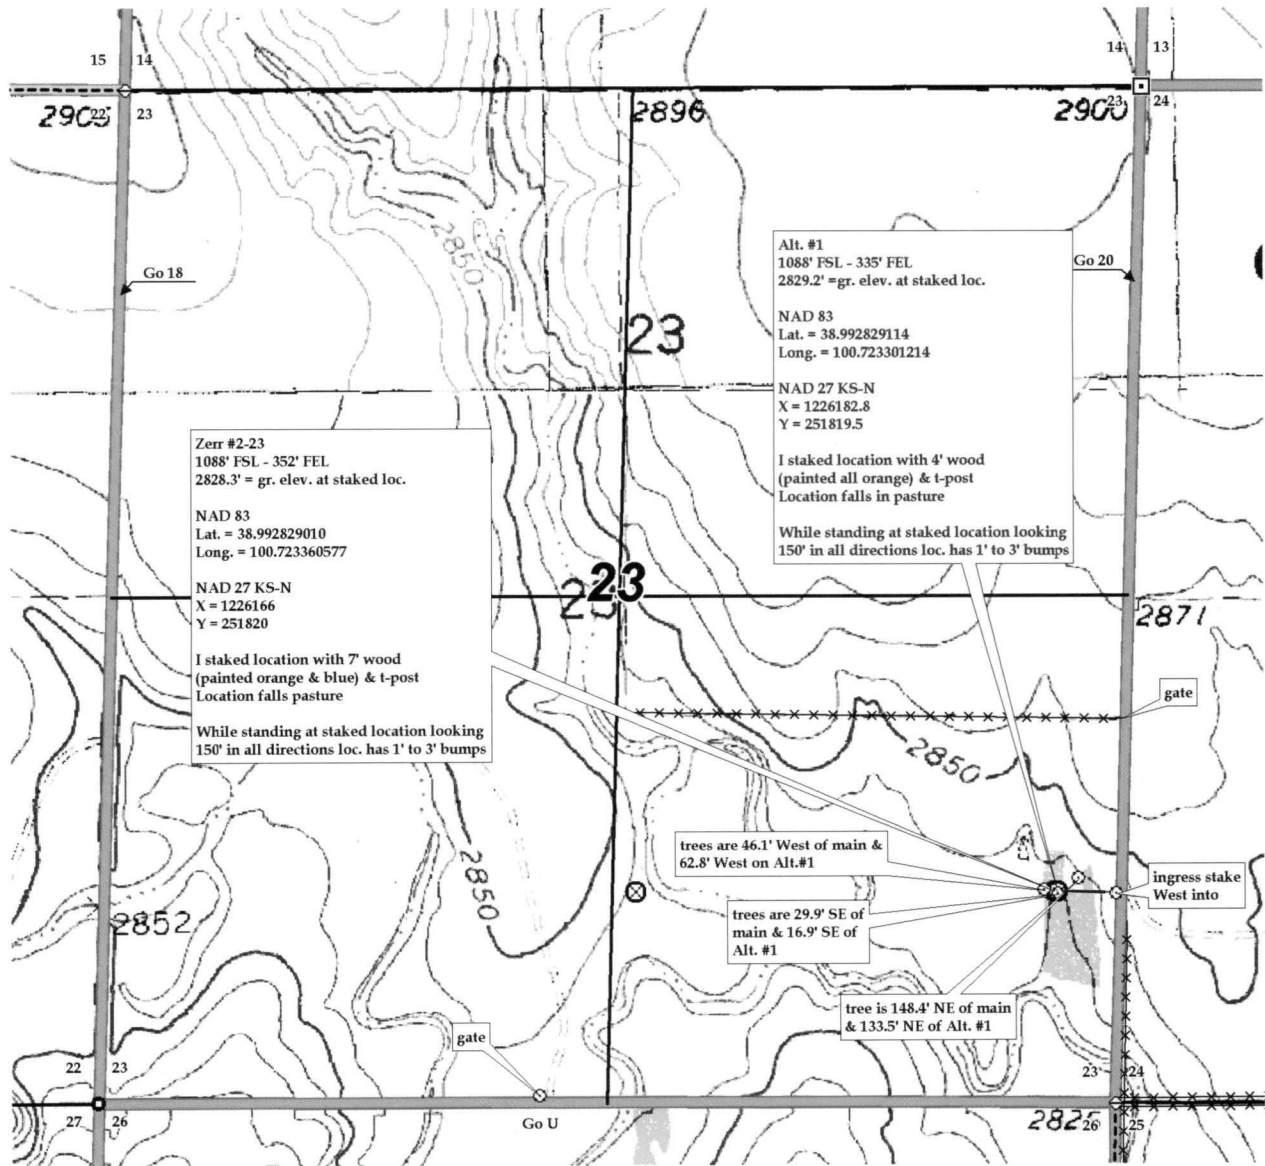 15 14
14 13
2905 22 23
2896
2900 23 24
2850
Go 18
Alt. #1
1088' FSL - 335' FEL
2829.2' =gr. elev. at staked loc.
NAD 83
Lat. = 38.992829114
Long. = 100.723301214
NAD 27 KS-N
X = 1226182.8
Y = 251819.5
I staked location with 4' wood
(painted all orange) & t-post
Location falls in pasture
While standing at staked location looking
150' in all directions loc. has 1' to 3' bumps
Go 20
23
Zerr #2-23
1088' FSL - 352' FEL
2828.3' = gr. elev. at staked loc.
NAD 83
Lat. = 38.992829010
Long. = 100.723360577
NAD 27 KS-N
X = 1226166
Y = 251820
I staked location with 7' wood
(painted orange & blue) & t-post
Location falls pasture
While standing at staked location looking
150' in all directions loc. has 1' to 3' bumps
23
2871
gate
2850
trees are 46.1' West of main &
62.8' West on Alt.#1
ingress stake
West into
2850
2852
trees are 29.9' SE of
main & 16.9' SE of
Alt. #1
tree is 148.4' NE of main
& 133.5' NE of Alt. #1
gate
22 23
23 24
27 26
Go U
282 26 25